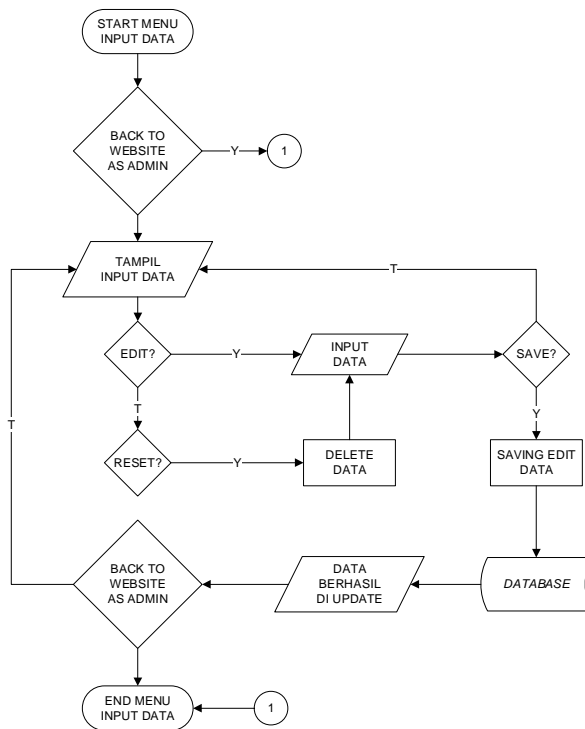 START MENU
INPUT DATA
BACK TO
WEBSITE
AS ADMIN
Y
1
TAMPIL
INPUT DATA
T
EDIT?
Y
INPUT
DATA
SAVE?
T
Y
T
RESET?
Y
DELETE
DATA
SAVING EDIT
DATA
BACK TO
WEBSITE
AS ADMIN
DATA
BERHASIL
DI UPDATE
DATABASE
END MENU
INPUT DATA
1